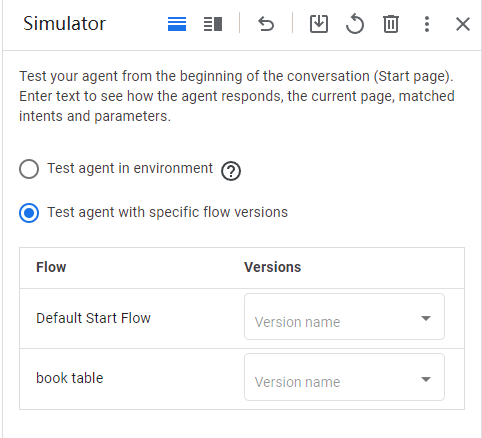 Simulator
Test your agent from the beginning of the conversation (Start page).
Enter text to see how the agent responds, the current page, matched
intents and parameters.
Test agent in environment ?
Test agent with specific flow versions
Flow Versions
Default Start Flow Version name
book table Version name